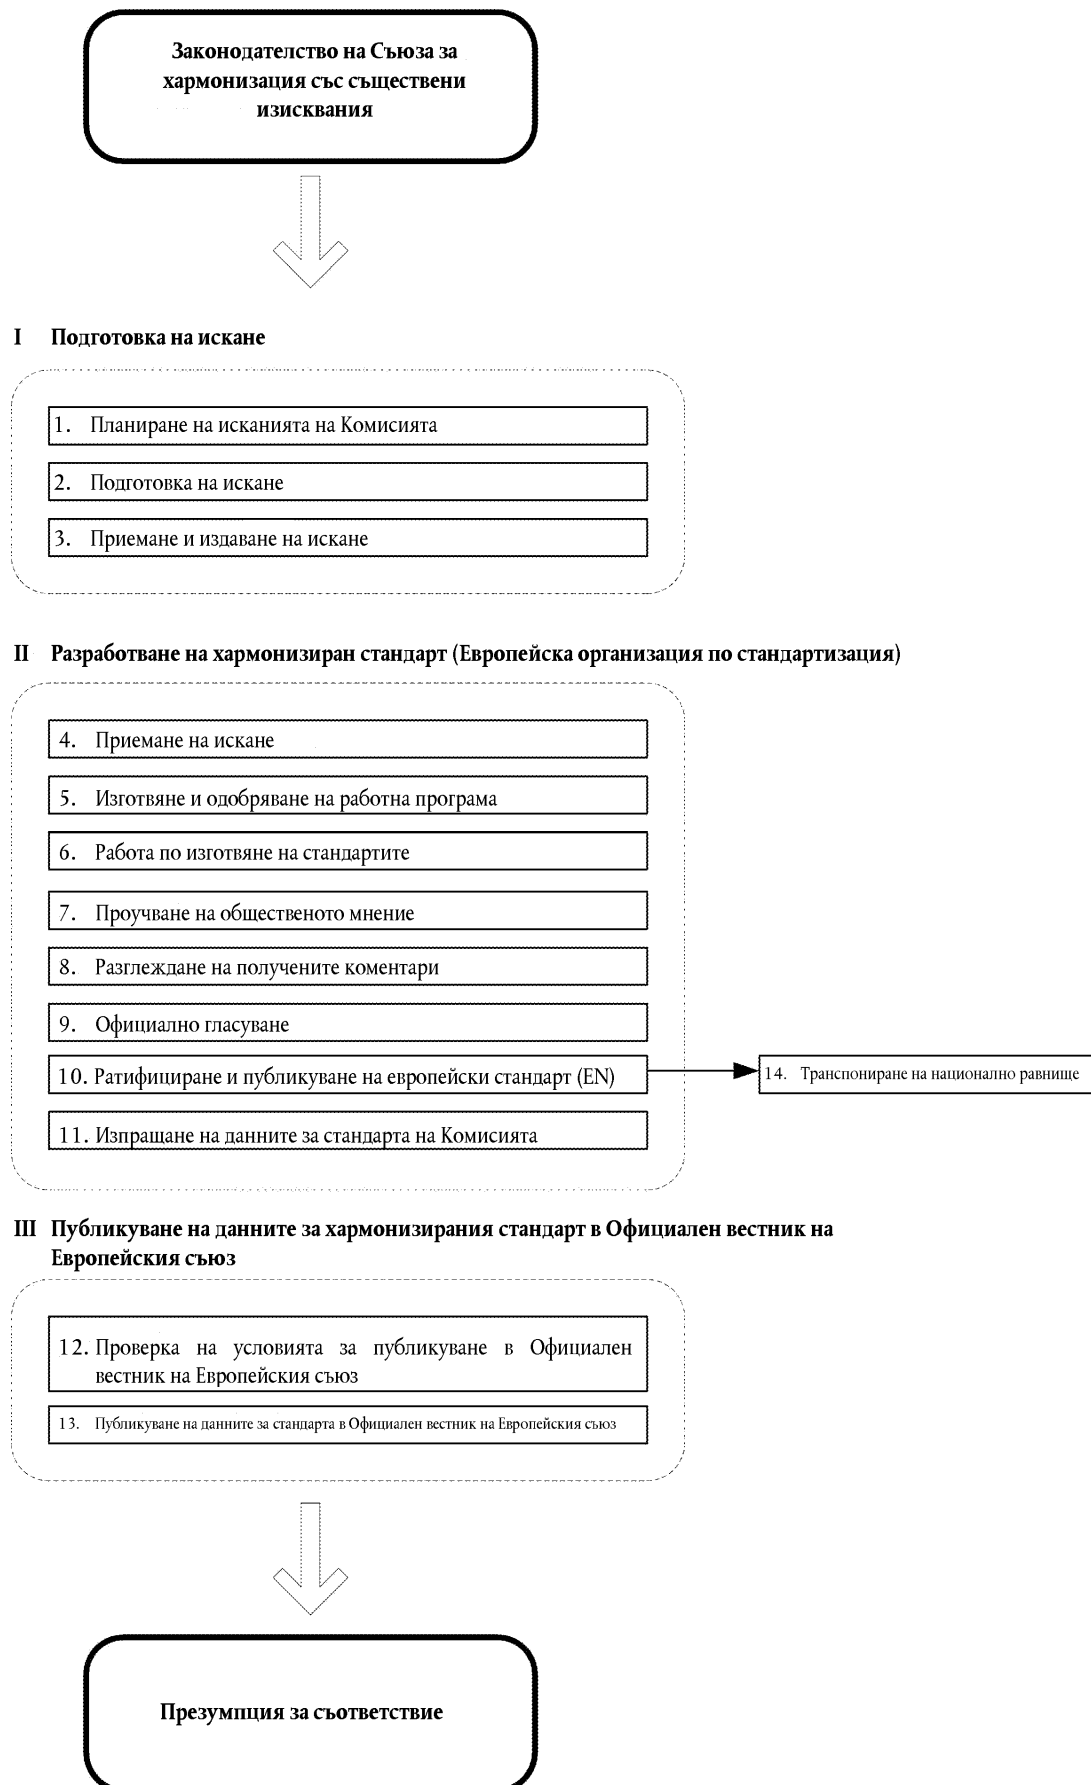 Законодателство на Съюза за
хармонизация със съществени
изисквания
I Подготовка на искане
1. Планиране на исканията на Комисията
2. Подготовка на искане
3. Приемане и издаване на искане
II Разработване на хармонизиран стандарт (Европейска организация по стандартизация)
4. Приемане на искане
5. Изготвяне и одобряване на работна програма
6. Работа по изготвяне на стандартите
7. Проучване на общественото мнение
8. Разглеждане на получените коментари
9. Официално гласуване
10. Ратифициране и публикуване на европейски стандарт (EN)
14. Транспониране на национално равнище
11. Изпращане на данните за стандарта на Комисията
III Публикуване на данните за хармонизирания стандарт в Официален вестник на
Европейския съюз
12. Проверка на условията за публикуване в Официален
вестник на Европейския съюз
13. Публикуване на данните за стандарта в Официален вестник на Европейския съюз
Презумпция за съответствие